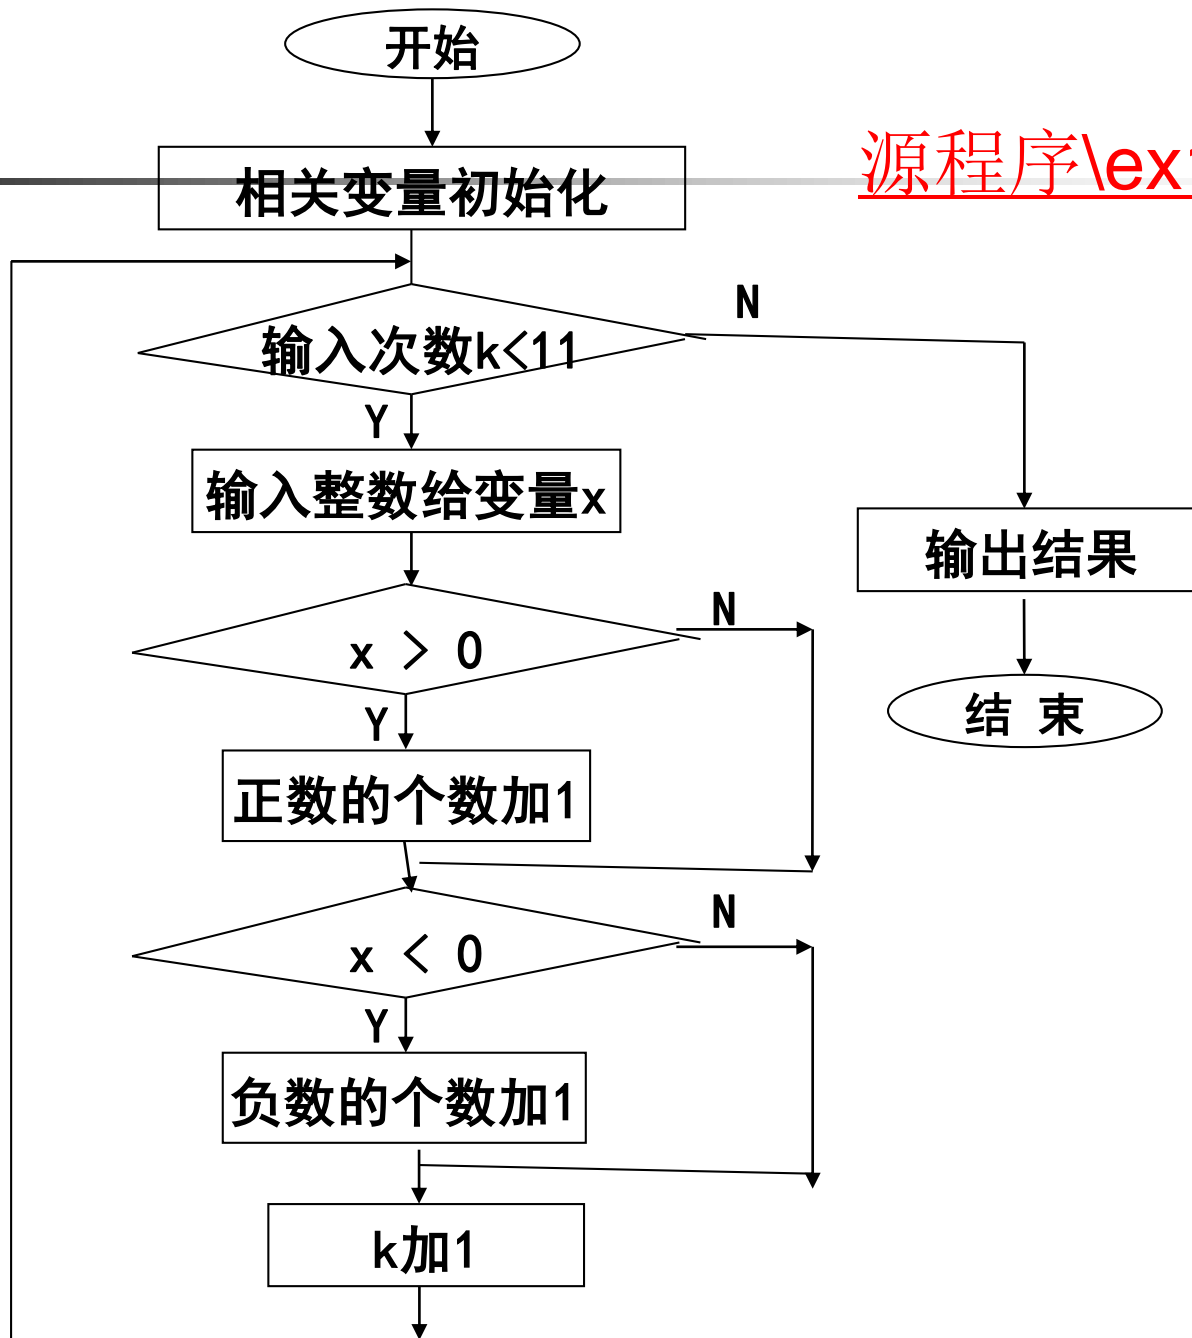 开始
源程序\ex
相关变量初始化
输入次数k<11
N
Y
输入整数给变量x
输出结果
x > 0
N
Y
结 束
正数的个数加1
x < 0
N
Y
负数的个数加1
k加1